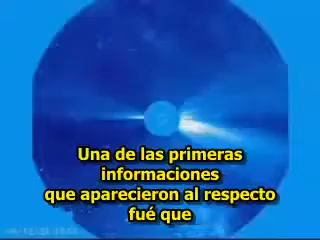 Una de las primeras
informaciones
que aparecieron al respecto
fué que